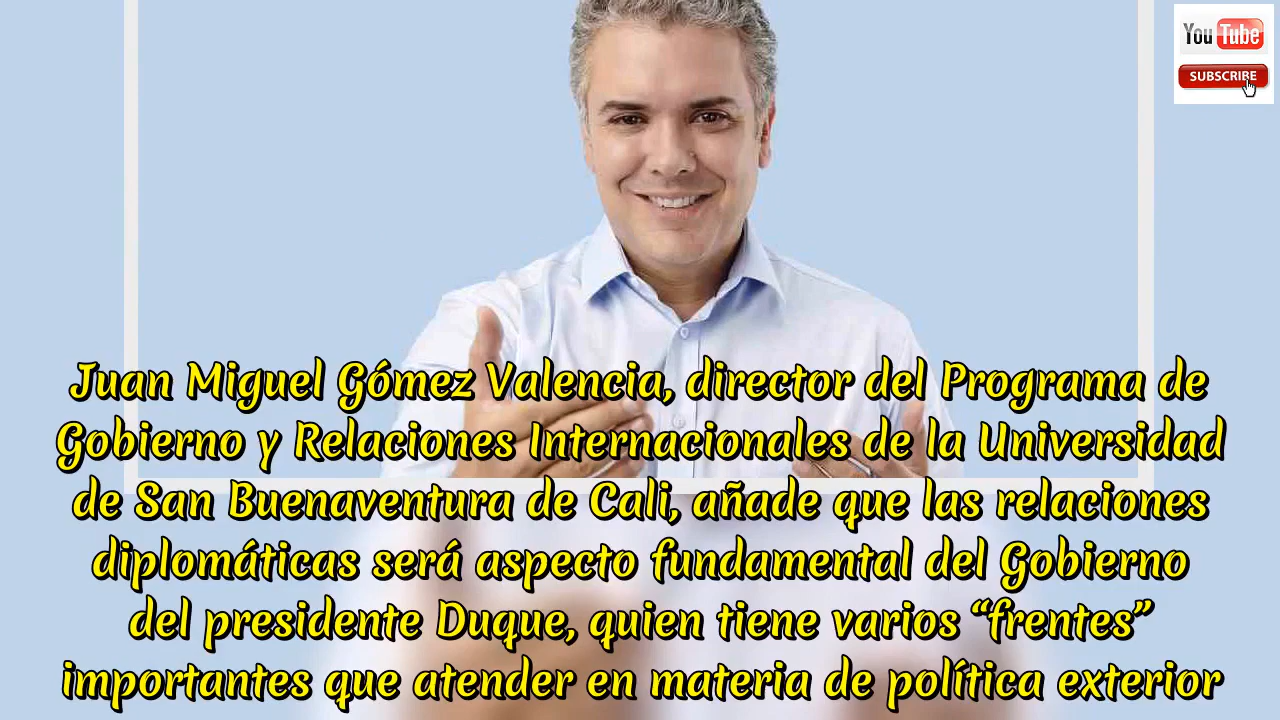 You Tube
SUBSCRIBE
Juan Miguel Gómez Valencia, director del Programa de
Gobierno y Relaciones Internacionales de la Universidad
de San Buenaventura de Cali, añade que las relaciones
diplomáticas será aspecto fundamental del Gobierno
del presidente Duque, quien tiene varios “frentes”
importantes que atender en materia de política exterior